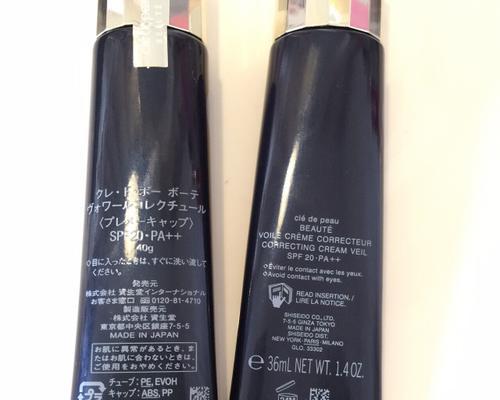 クレ・ド・ポー ボーテ
ヴォワールコレクチュール
SPF20・PA++
40g
◇目に入ったときは、すぐに洗い流して
ください。
発売元
株式会社 資生堂インターナショナル
お客さま窓口 0120-81-4710
製造販売元
株式会社 資生堂
東京都中央区銀座7-5-5
MADE IN JAPAN
お肌に異常があるとき、ま
たはお肌に合わないときは、
ご使用をおやめください。
チューブ:PE, EVOH
キャップ:ABS, PP
clé de peau
BEAUTÉ
VOILE CRÈME CORRECTEUR
CORRECTING CREAM VEIL
SPF 20・PA++
◇Éviter le contact avec les yeux.
◇Avoid contact with eyes.
READ INSERTION./
LIRE LA NOTICE.
SHISEIDO CO.,LTD.
7-5-5 GINZA TOKYO
MADE IN JAPAN
SHISEIDO DIST.
NEW YORK・PARIS・MILANO
GLO. 33302
e 36mL NET WT. 1.4 OZ.
24M